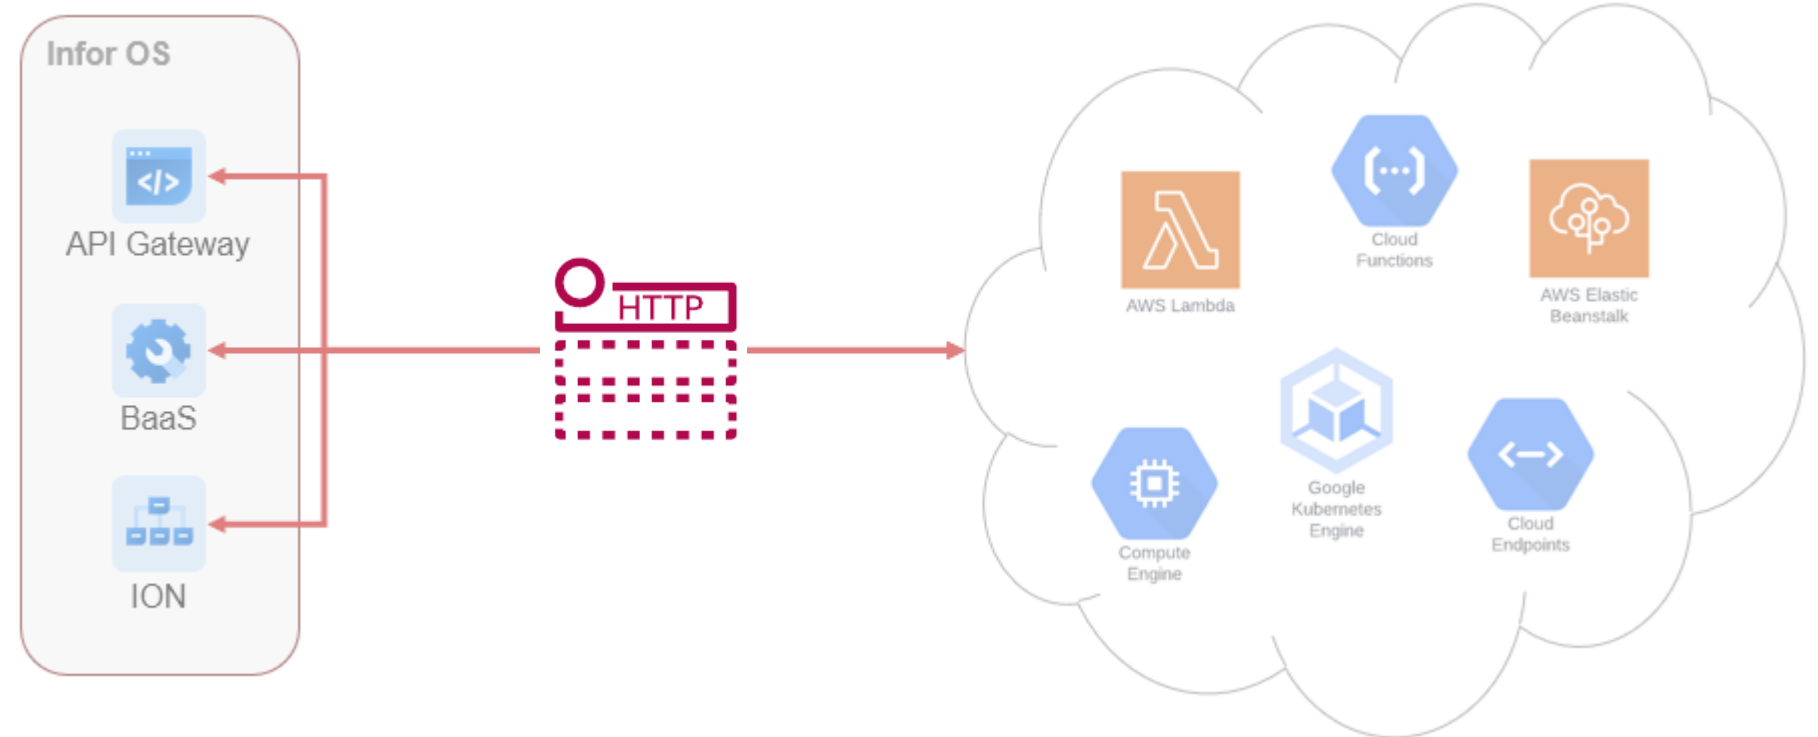 Infor OS
</>
API Gateway
BaaS
ION
HTTP
AWS Lambda
Cloud
Functions
AWS Elastic
Beanstalk
Compute
Engine
Google
Kubernetes
Engine
Cloud
Endpoints